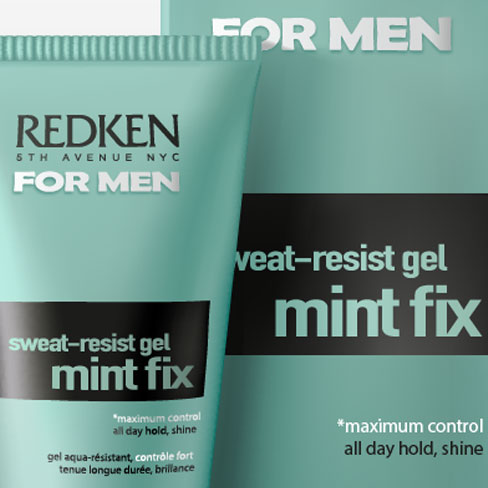 REDKEN
5TH AVENUE NYC
FOR MEN
sweat-resist gel
mint fix
*maximum control
all day hold, shine
gel aqua-résistant, contrôle fort
tenue longue durée, brillance
FOR MEN
weat-resist gel
mint fix
*maximum control
all day hold, shine